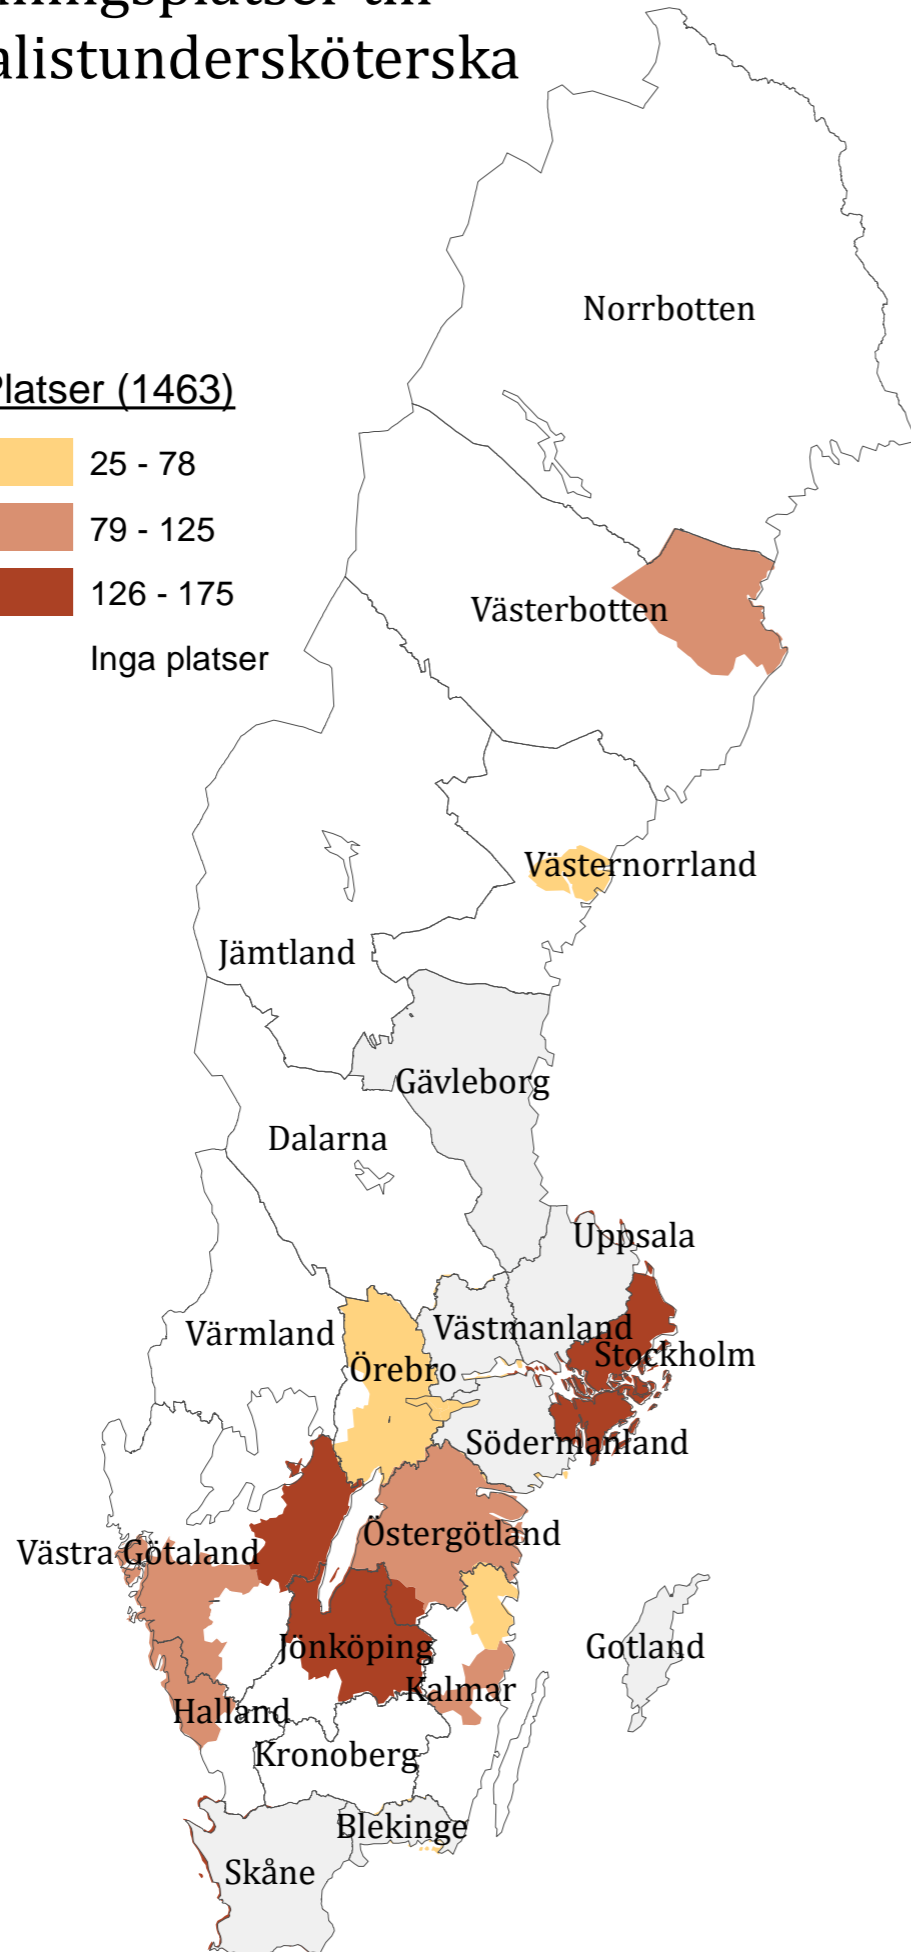 alistundersköterska
Norrbotten
Platser (1463)
25 - 78
79 - 125
126 - 175
Inga platser
Västerbotten
Västernorrland
Jämtland
Gävleborg
Dalarna
Uppsala
Värmland
Västmanland
Stockholm
Örebro
Södermanland
Östergötland
Västra Götaland
Jönköping
Gotland
Kalmar
Halland
Kronoberg
Blekinge
Skåne